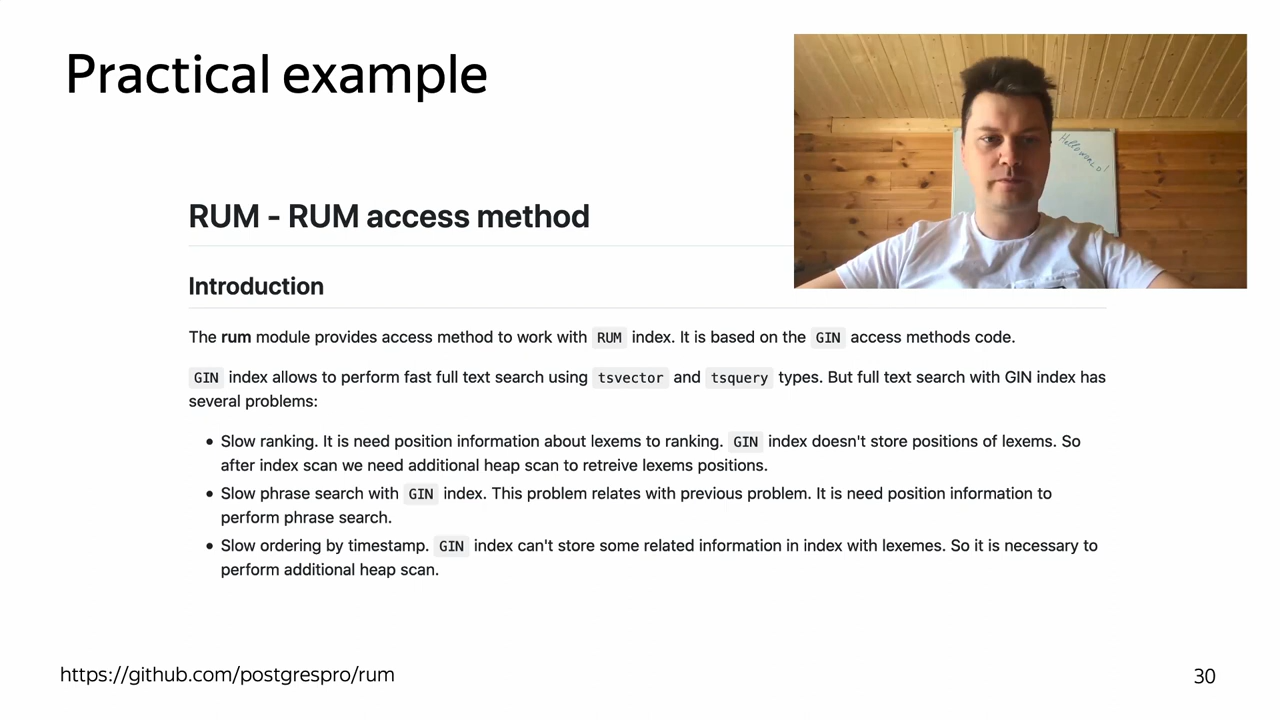 Practical example
Hello WORLD!
RUM - RUM access method
Introduction
The rum module provides access method to work with RUM index. It is based on the GIN access methods code.
GIN index allows to perform fast full text search using tsvector and tsquery types. But full text search with GIN index has
several problems:
• Slow ranking. It is need position information about lexems to ranking. GIN index doesn't store positions of lexems. So
after index scan we need additional heap scan to retreive lexems positions.
• Slow phrase search with GIN index. This problem relates with previous problem. It is need position information to
perform phrase search.
• Slow ordering by timestamp. GIN index can't store some related information in index with lexemes. So it is necessary to
perform additional heap scan.
https://github.com/postgrespro/rum
30